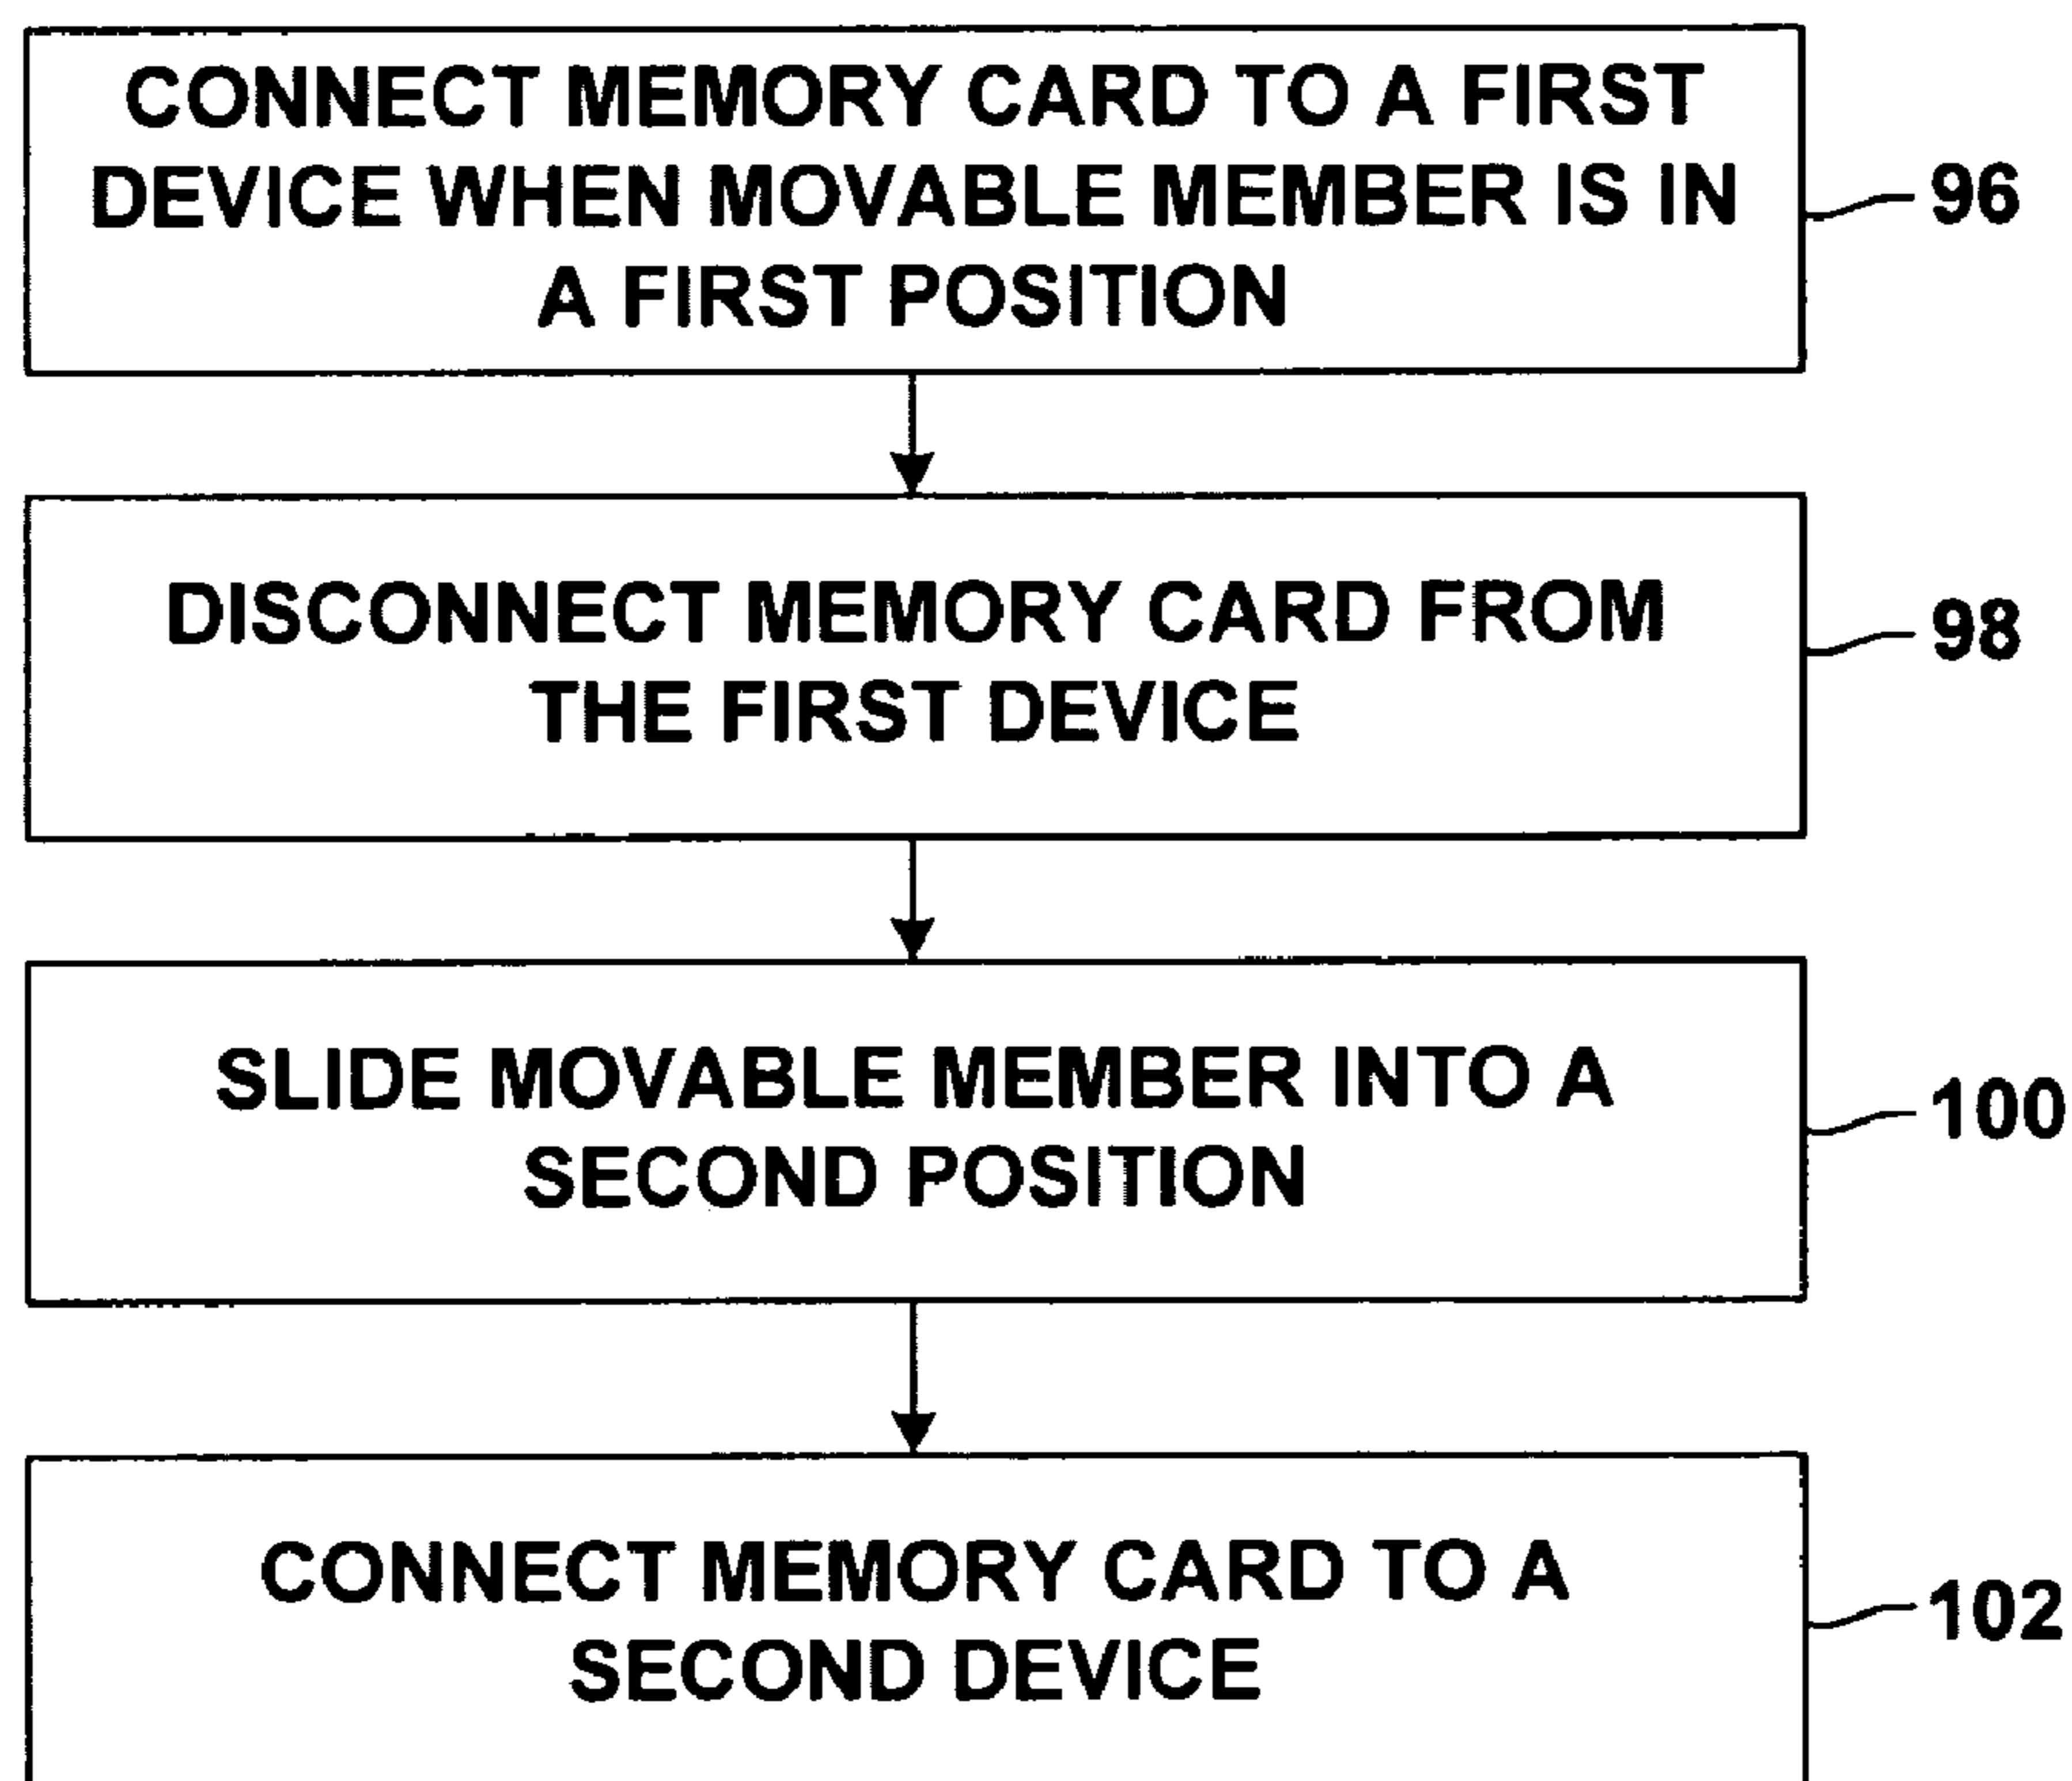 CONNECT MEMORY CARD TO A FIRST
DEVICE WHEN MOVABLE MEMBER IS IN
A FIRST POSITION
96
DISCONNECT MEMORY CARD FROM
THE FIRST DEVICE
98
SLIDE MOVABLE MEMBER INTO A
SECOND POSITION
100
CONNECT MEMORY CARD TO A
SECOND DEVICE
102